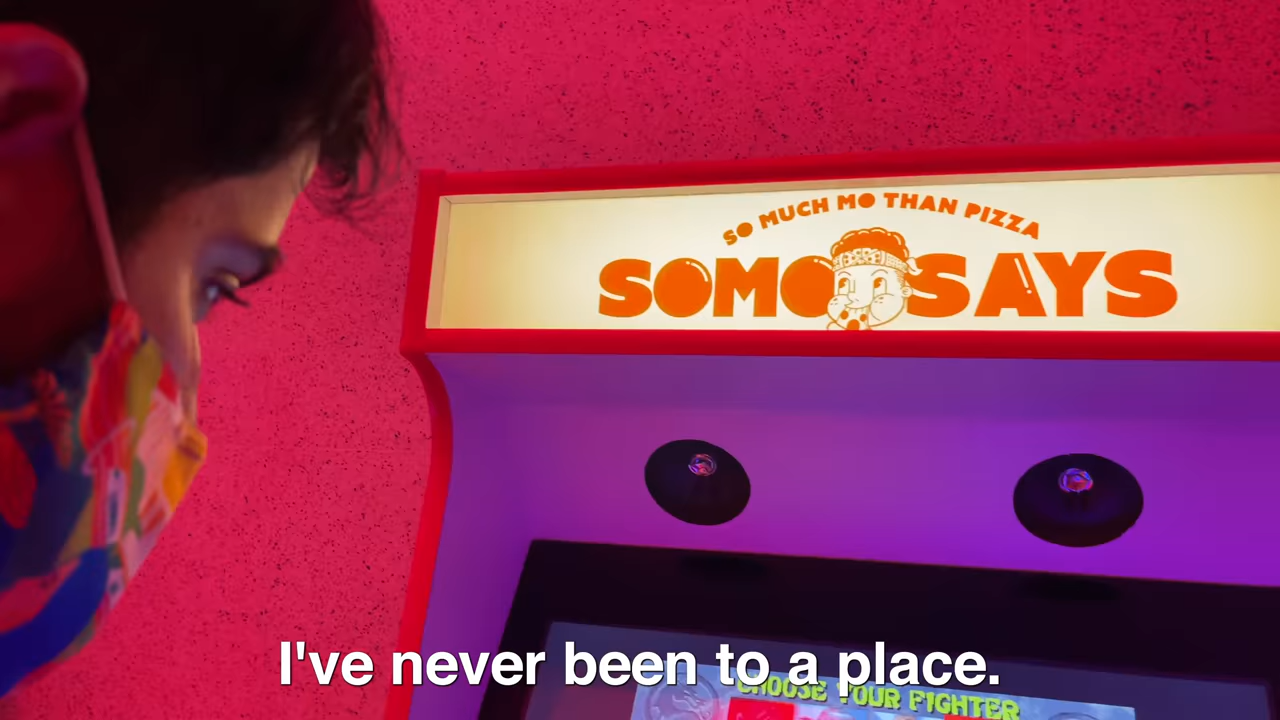 SO MUCH MO THAN PIZZA
SOMO SAYS
I've never been to a place.
CHOOSE YOUR FIGHTER